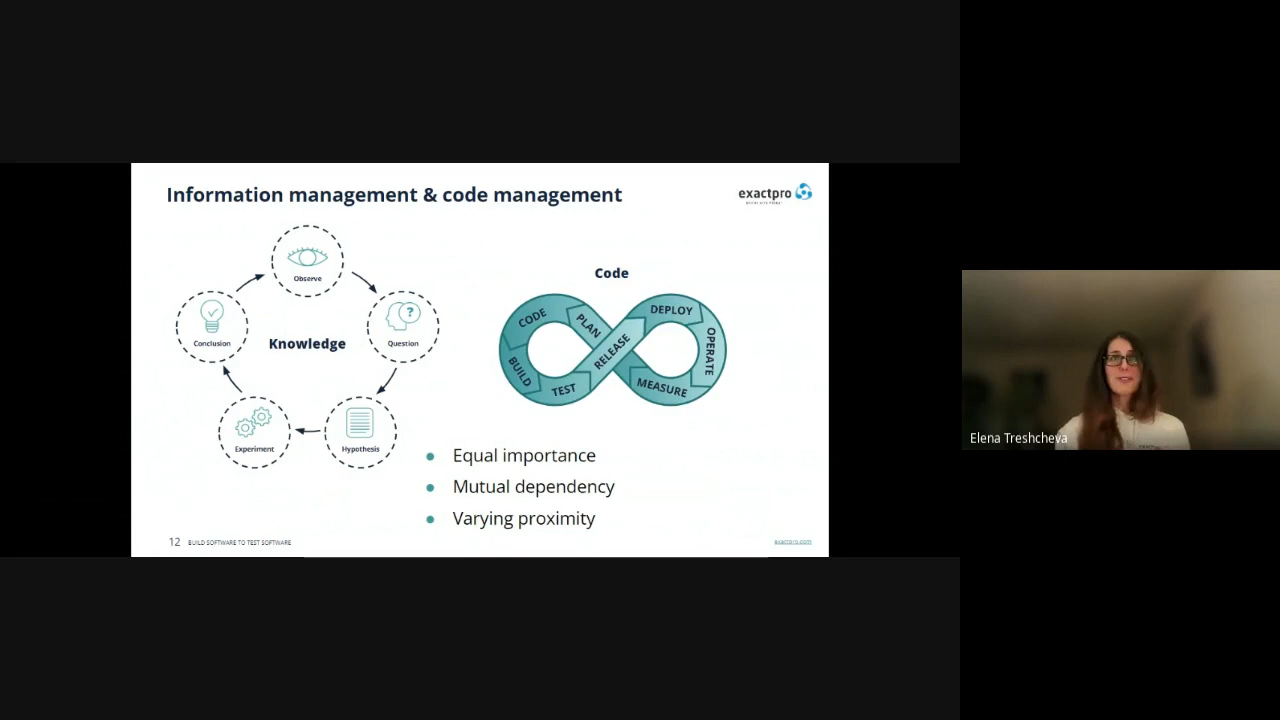 Information management & code management
exactpro
Observe
Question
Hypothesis
Experiment
Conclusion
Knowledge
Code
PLAN
CODE
BUILD
TEST
RELEASE
DEPLOY
OPERATE
MEASURE
Equal importance
Mutual dependency
Varying proximity
12 BUILD SOFTWARE TO TEST SOFTWARE
exactpro.com
Elena Treshcheva